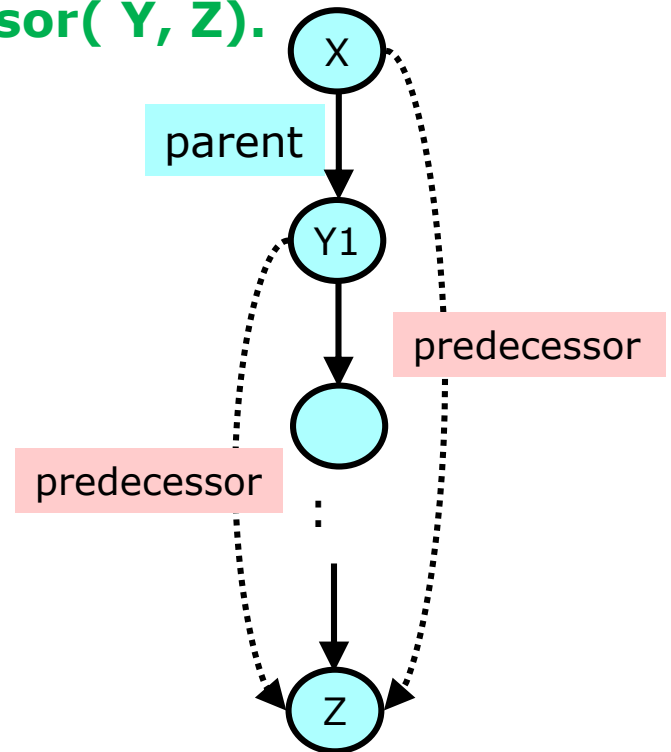 sor( Y, Z).
X
parent
Y1
predecessor
predecessor
:
Z